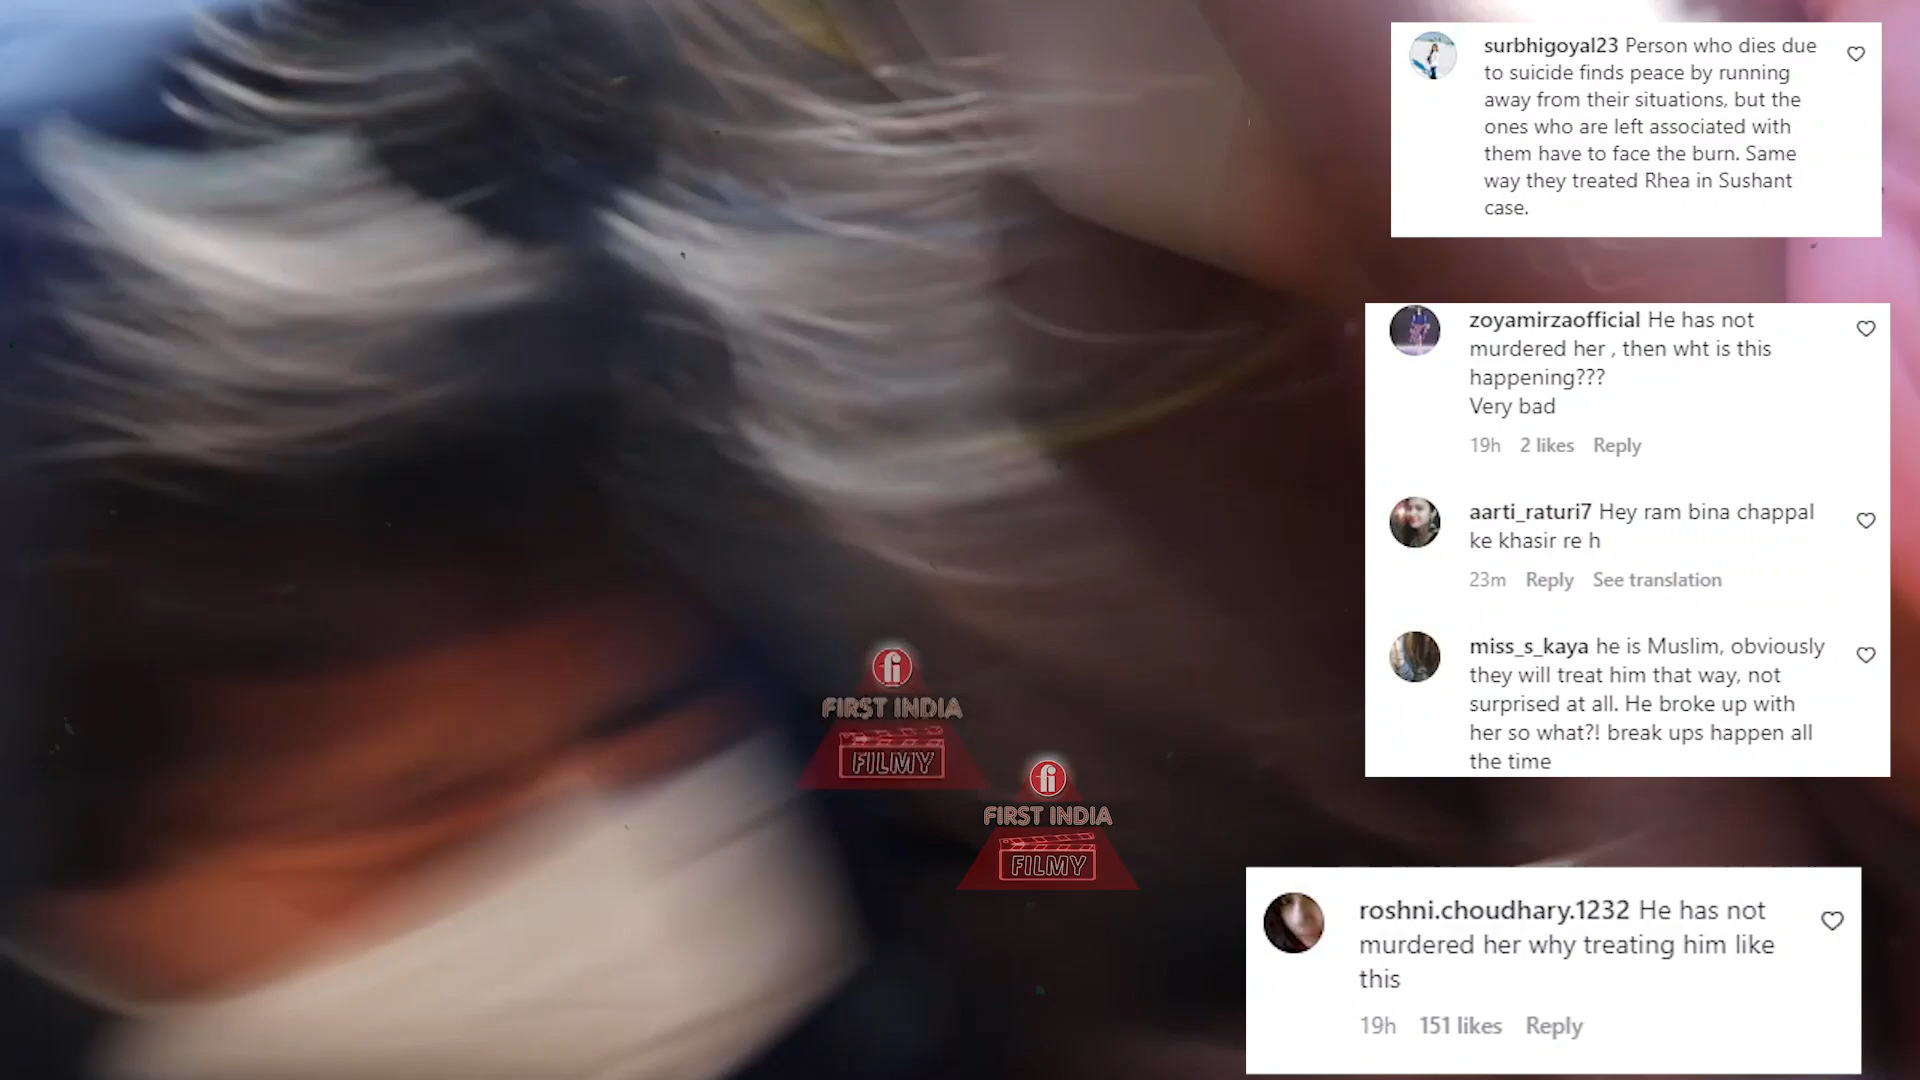 surbhigoyal23 Person who dies due
to suicide finds peace by running
away from their situations, but the
ones who are left associated with
them have to face the burn. Same
way they treated Rhea in Sushant
case.
zoyamirzaofficial He has not
murdered her , then wht is this
happening???
Very bad
19h 2 likes Reply
aarti_raturi7 Hey ram bina chappal
ke khasir re h
23m Reply See translation
miss_s_kaya he is Muslim, obviously
they will treat him that way, not
surprised at all. He broke up with
her so what?! break ups happen all
the time
fi
FIRST INDIA
FILMY
fi
FIRST INDIA
FILMY
roshni.choudhary.1232 He has not
murdered her why treating him like
this
19h 151 likes Reply